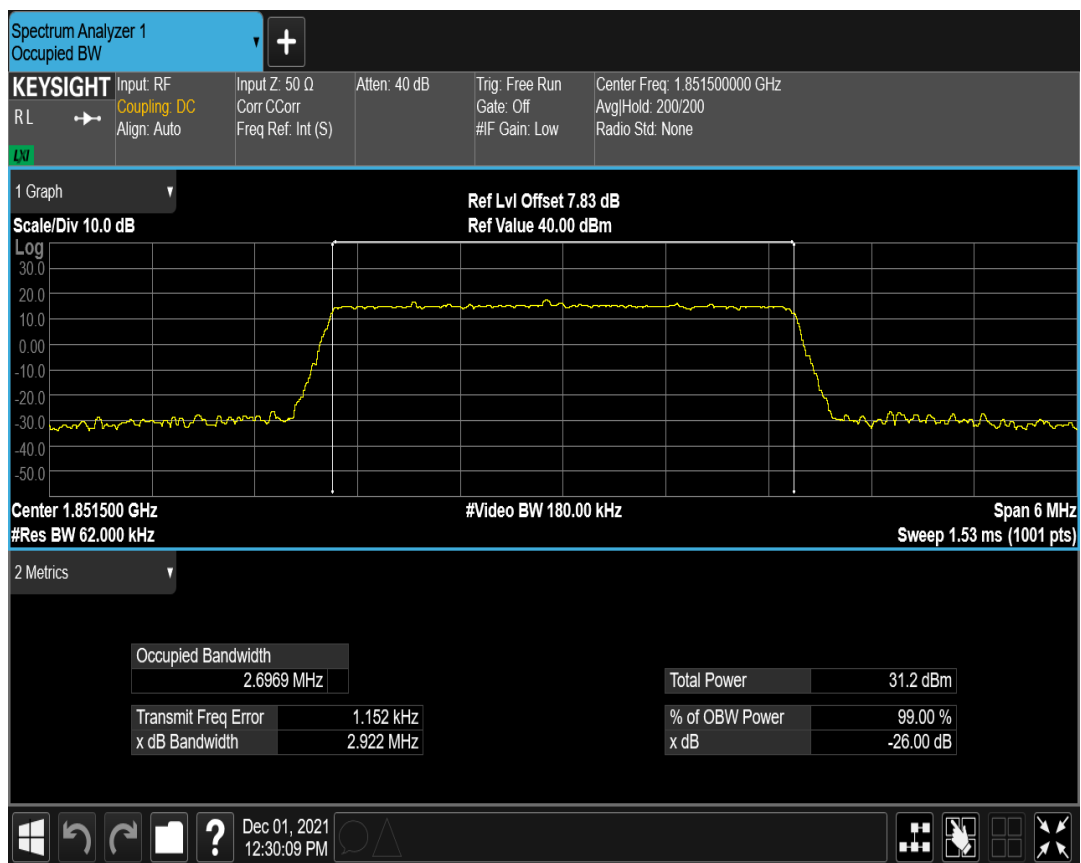 Spectrum Analyzer 1
Occupied BW
+
KEYSIGHT Input: RF Input Z: 50 Ω Atten: 40 dB Trig: Free Run Center Freq: 1.851500000 GHz
RL Coupling: DC Corr CCorr Gate: Off Avg|Hold: 200/200
Align: Auto Freq Ref: Int (S) #IF Gain: Low Radio Std: None
LXI
1 Graph Ref Lvl Offset 7.83 dB
Scale/Div 10.0 dB Ref Value 40.00 dBm
Log
30.0
20.0
10.0
0.00
-10.0
-20.0
-30.0
-40.0
-50.0
Center 1.851500 GHz #Video BW 180.00 kHz Span 6 MHz
#Res BW 62.000 kHz Sweep 1.53 ms (1001 pts)
2 Metrics
Occupied Bandwidth
2.6969 MHz Total Power 31.2 dBm
Transmit Freq Error 1.152 kHz % of OBW Power 99.00 %
x dB Bandwidth 2.922 MHz x dB -26.00 dB
? Dec 01, 2021
12:30:09 PM